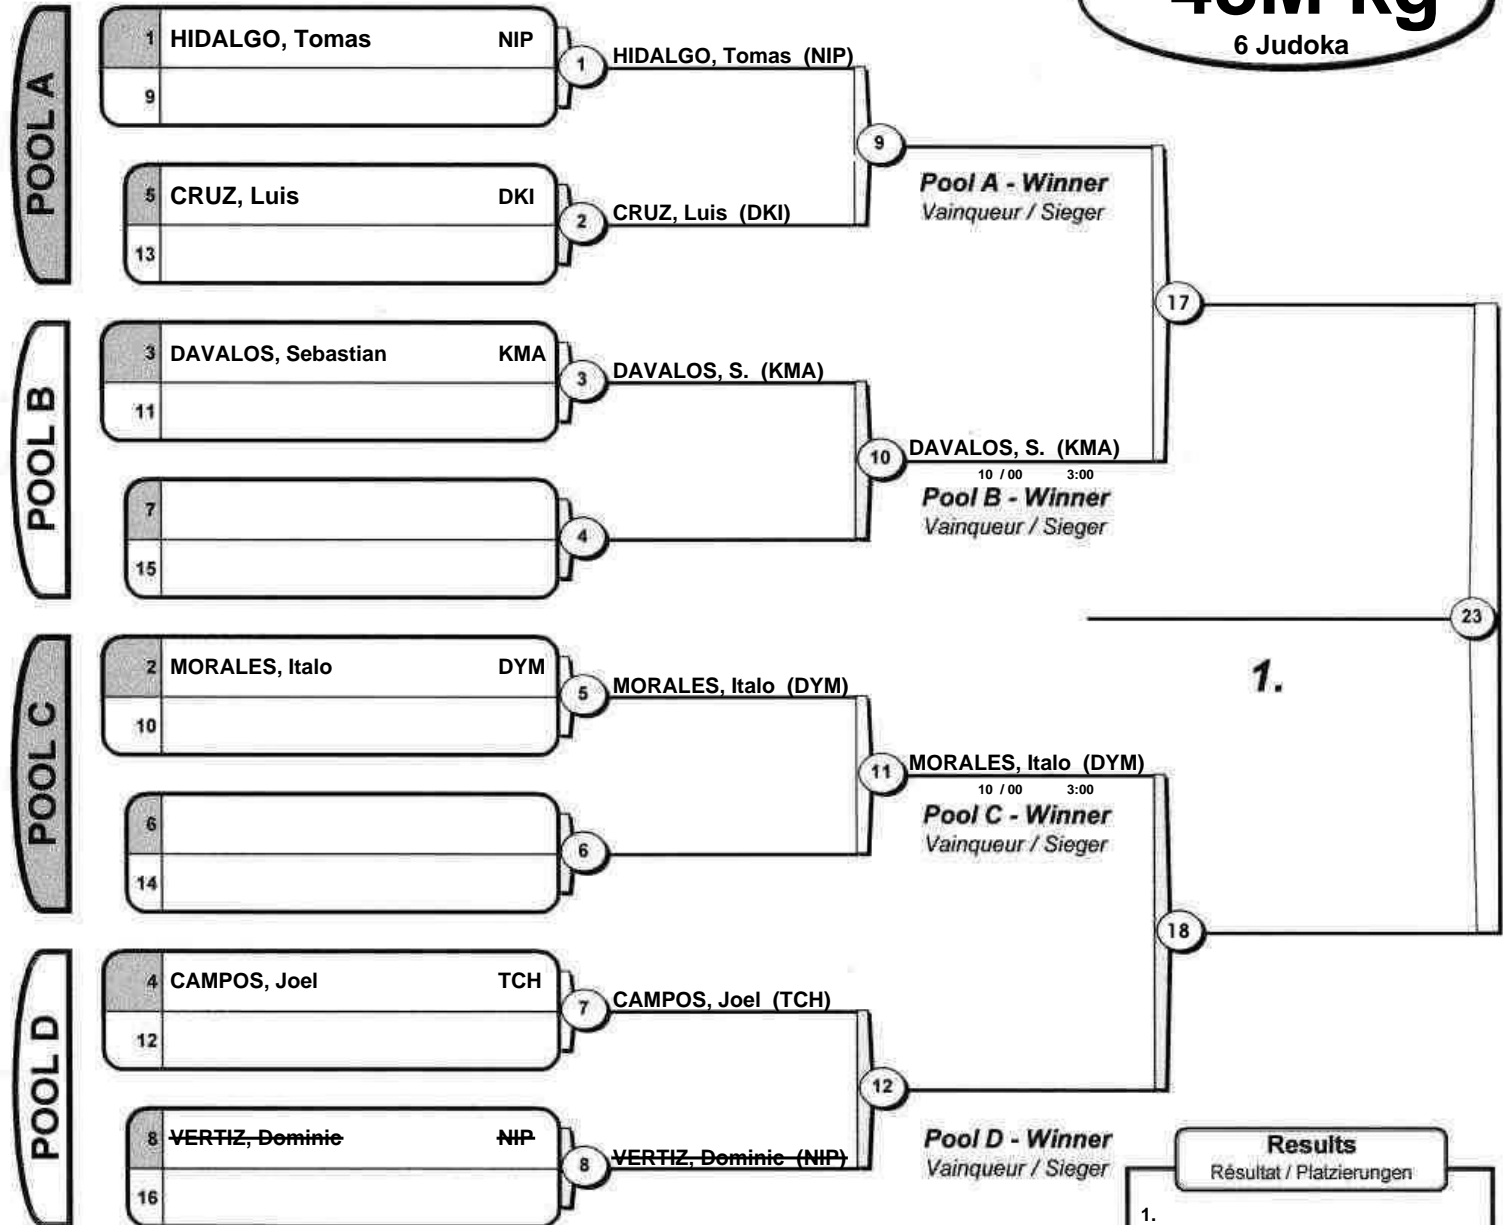 6 Judoka
POOL A
1 HIDALGO, Tomas NIP
9
1
HIDALGO, Tomas (NIP)
5 CRUZ, Luis DKI
13
2
CRUZ, Luis (DKI)
9
Pool A - Winner
Vainqueur / Sieger
POOL B
3 DAVALOS, Sebastian KMA
11
3
DAVALOS, S. (KMA)
7
15
4
10
DAVALOS, S. (KMA)
10 / 00 3:00
Pool B - Winner
Vainqueur / Sieger
17
POOL C
2 MORALES, Italo DYM
10
5
MORALES, Italo (DYM)
6
14
6
11
MORALES, Italo (DYM)
10 / 00 3:00
Pool C - Winner
Vainqueur / Sieger
POOL D
4 CAMPOS, Joel TCH
12
7
CAMPOS, Joel (TCH)
8 VERTIZ, Dominic NIP
16
8
VERTIZ, Dominic (NIP)
12
Pool D - Winner
Vainqueur / Sieger
18
23
1.
Results
Résultat / Platzierungen
1.